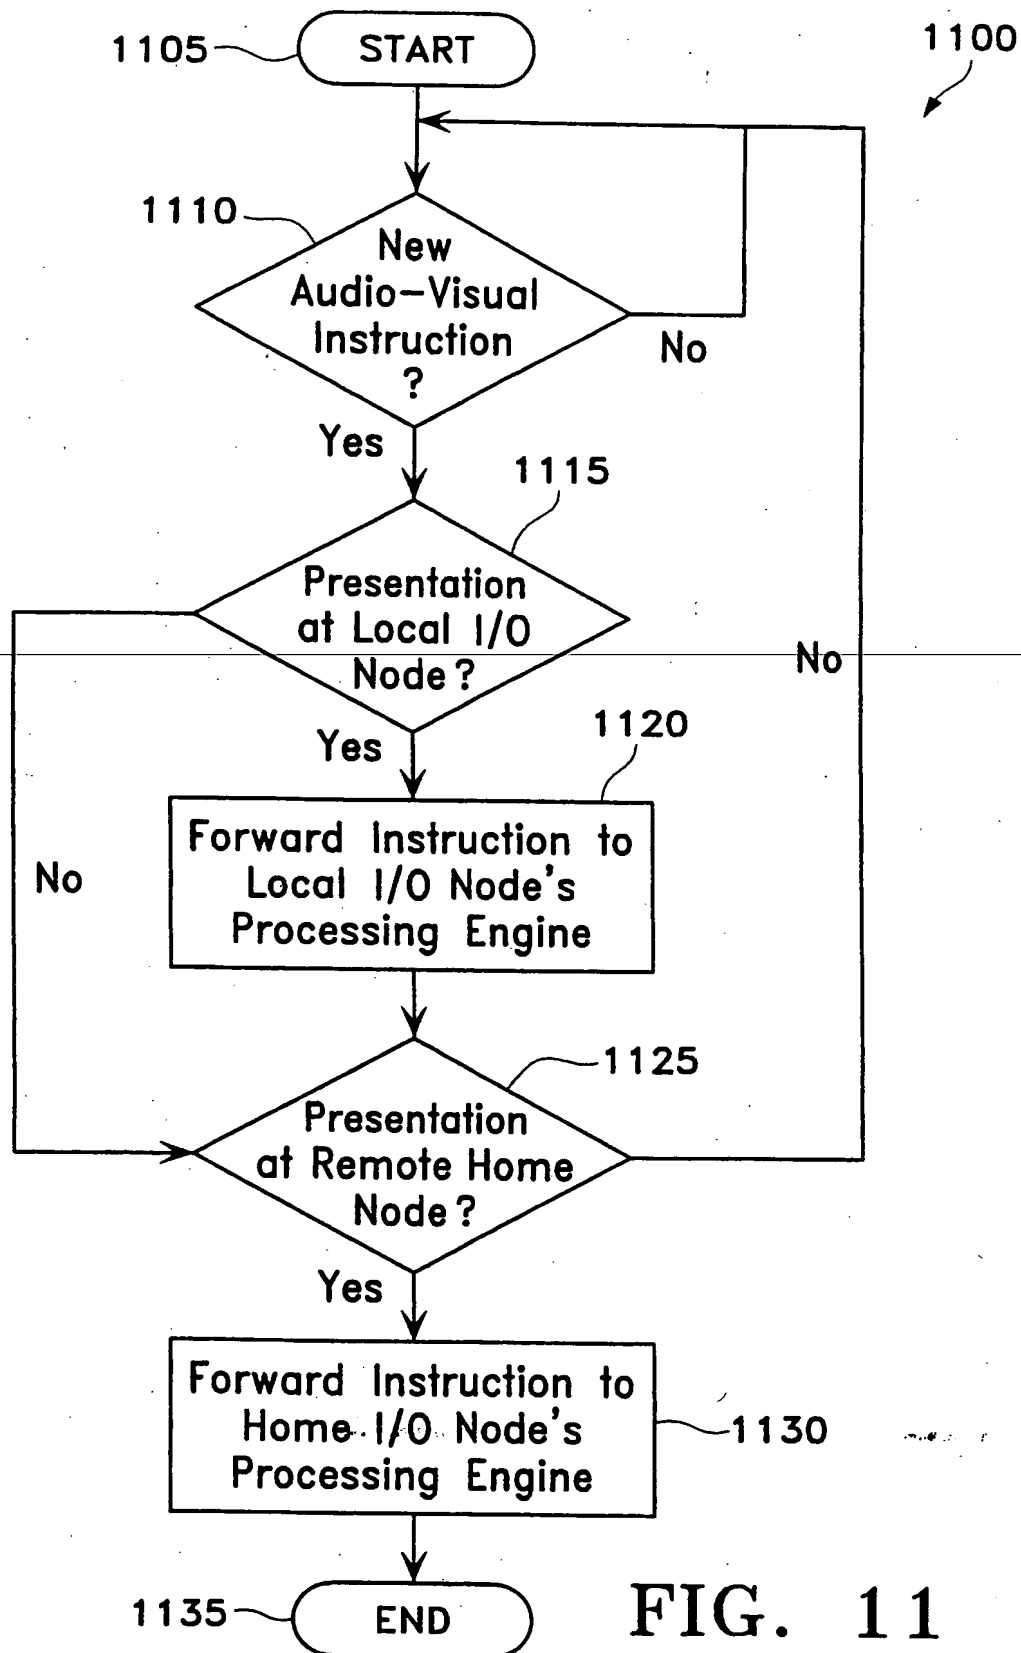 1105
START
1100
1110
New
Audio-Visual
Instruction
?
No
Yes
1115
Presentation
at Local I/O
Node?
No
Yes
1120
Forward Instruction to
Local I/O Node's
Processing Engine
No
1125
Presentation
at Remote Home
Node?
Yes
Forward Instruction to
Home I/O Node's
Processing Engine
1130
1135
END
FIG. 11